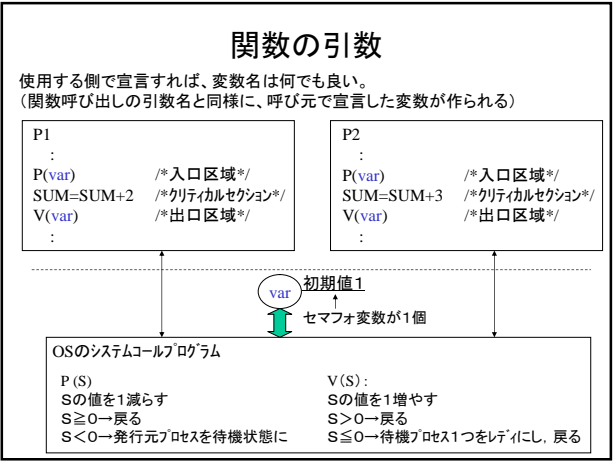 関数の引数
使用する側で宣言すれば、変数名は何でも良い。
（関数呼び出しの引数名と同様に、呼び元で宣言した変数が作られる）
P1
:
P(var) /*入口区域*/
SUM=SUM+2 /*ｸﾘﾃｨｶﾙｾｸｼｮﾝ*/
V(var) /*出口区域*/
:
P2
:
P(var) /*入口区域*/
SUM=SUM+3 /*ｸﾘﾃｨｶﾙｾｸｼｮﾝ*/
V(var) /*出口区域*/
:
var 初期値１
セマフォ変数が１個
OSのｼｽﾃﾑｺｰﾙﾌﾟﾛｸﾞﾗﾑ
P (S)
Ｓの値を１減らす
Ｓ≧０→戻る
Ｓ<０→発行元ﾌﾟﾛｾｽを待機状態に
V（S）:
Ｓの値を１増やす
Ｓ＞０→戻る
Ｓ≦０→待機ﾌﾟﾛｾｽ１つをﾚﾃﾞｨにし，戻る